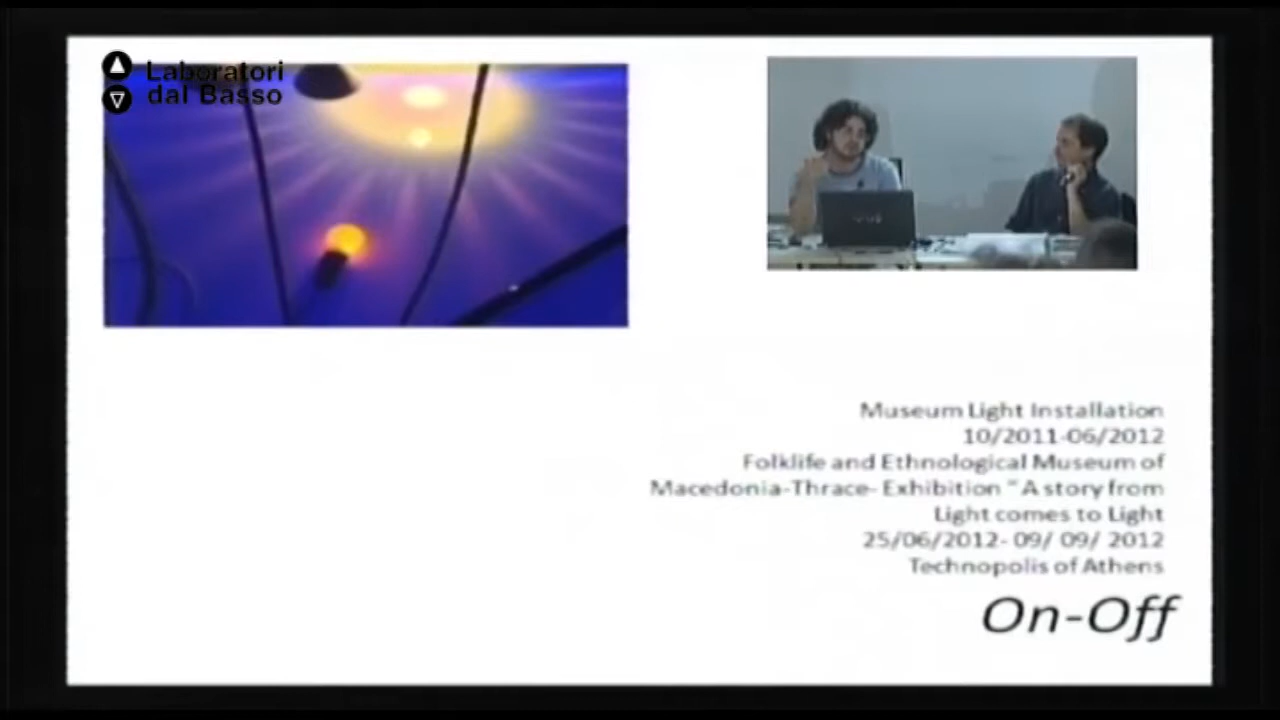 Laboratori
dal Basso
Museum Light Installation
10/2011-06/2012
Folklife and Ethnological Museum of
Macedonia-Thrace- Exhibition "A story from
Light comes to Light
25/06/2012- 09/ 09/ 2012
Technopolis of Athens
On-Off